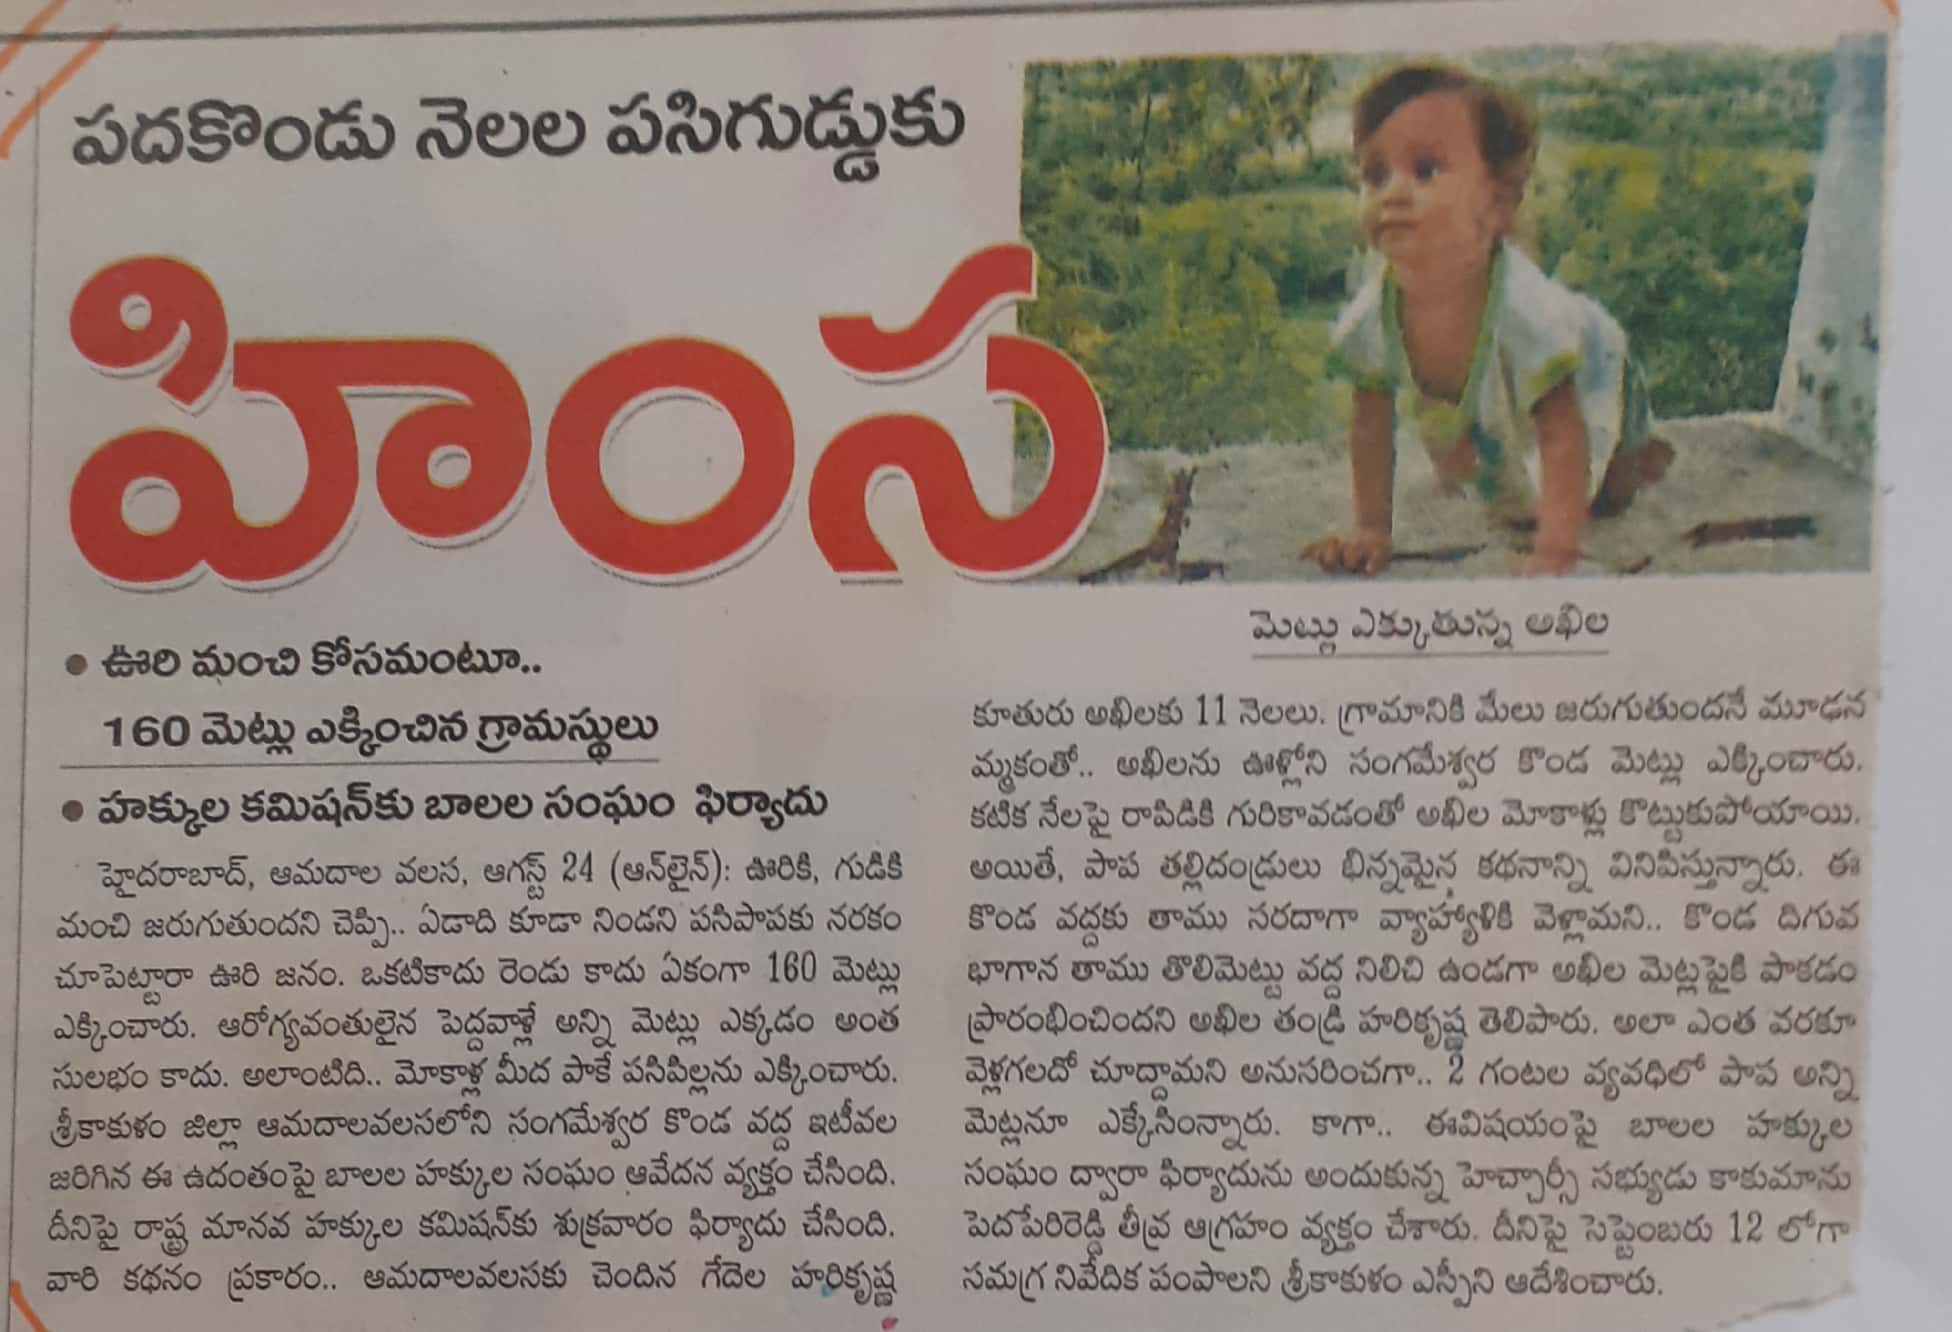 పదకొండు నెలల పసిగుడ్డుకు
హింస
• ఊరి మంచి కోసమంటూ..
160 మెట్లు ఎక్కించిన గ్రామస్థులు
• హక్కుల కమిషన్‌కు బాలల సంఘం ఫిర్యాదు
హైదరాబాద్, ఆమదాల వలస, ఆగస్ట్ 24 (ఆన్‌లైన్): ఊరికి, గుడికి
మంచి జరుగుతుందని చెప్పి.. ఏడాది కూడా నిండని పసిపాపకు నరకం
చూపెట్టారా ఊరి జనం. ఒకటికాదు రెండు కాదు ఏకంగా 160 మెట్లు
ఎక్కించారు. ఆరోగ్యవంతులైన పెద్దవాళ్లే అన్ని మెట్లు ఎక్కడం అంత
సులభం కాదు. అలాంటిది.. మోకాళ్ల మీద పాకే పసిపిల్లను ఎక్కించారు.
శ్రీకాకుళం జిల్లా ఆమదాలవలసలోని సంగమేశ్వర కొండ వద్ద ఇటీవల
జరిగిన ఈ ఉదంతంపై బాలల హక్కుల సంఘం ఆవేదన వ్యక్తం చేసింది.
దీనిపై రాష్ట్ర మానవ హక్కుల కమిషన్‌కు శుక్రవారం ఫిర్యాదు చేసింది.
వారి కథనం ప్రకారం.. ఆమదాలవలసకు చెందిన గేదెల హరికృష్ణ
మెట్లు ఎక్కుతున్న అఖిల
కూతురు అఖిలకు 11 నెలలు. గ్రామానికి మేలు జరుగుతుందనే మూఢన
మ్మకంతో.. అఖిలను ఊళ్లోని సంగమేశ్వర కొండ మెట్లు ఎక్కించారు.
కటిక నేలపై రాపిడికి గురికావడంతో అఖిల మోకాళ్లు కొట్టుకుపోయాయి.
అయితే, పాప తల్లిదండ్రులు భిన్నమైన కథనాన్ని వినిపిస్తున్నారు. ఈ
కొండ వద్దకు తాము సరదాగా వ్యాహ్యాళికి వెళ్లామని.. కొండ దిగువ
భాగాన తాము తొలిమెట్టు వద్ద నిలిచి ఉండగా అఖిల మెట్లపైకి పాకడం
ప్రారంభించిందని అఖిల తండ్రి హరికృష్ణ తెలిపారు. అలా ఎంత వరకూ
వెళ్లగలదో చూద్దామని అనుసరించగా.. 2 గంటల వ్యవధిలో పాప అన్ని
మెట్లనూ ఎక్కేసింన్నారు. కాగా.. ఈవిషయంపై బాలల హక్కుల
సంఘం ద్వారా ఫిర్యాదును అందుకున్న హెచ్చార్సీ సభ్యుడు కాకుమాను
పెదపేరిరెడ్డి తీవ్ర ఆగ్రహం వ్యక్తం చేశారు. దీనిపై సెప్టెంబరు 12 లోగా
సమగ్ర నివేదిక పంపాలని శ్రీకాకుళం ఎస్పీని ఆదేశించారు.